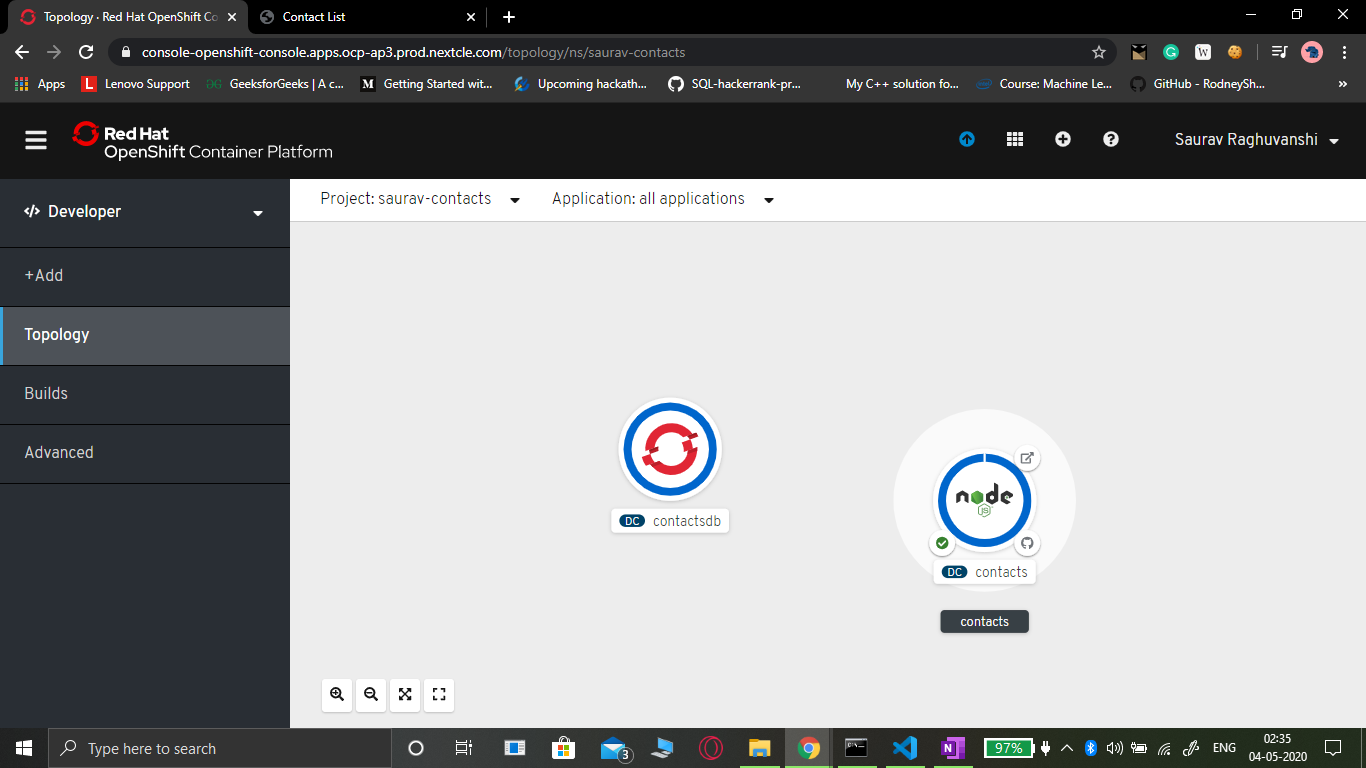 Topology · Red Hat OpenShift Co
Contact List
console-openshift-console.apps.ocp-ap3.prod.nextcle.com/topology/ns/saurav-contacts
Apps
L Lenovo Support
GeeksforGeeks | A c...
M Getting Started wit...
Upcoming hackath...
SQL-hackerrank-pr...
My C++ solution fo...
Course: Machine Le...
GitHub - RodneySh...
»
Red Hat
OpenShift Container Platform
Saurav Raghuvanshi
</> Developer
Project: saurav-contacts
Application: all applications
+Add
Topology
Builds
Advanced
DC contactsdb
node
JS
DC contacts
contacts
Type here to search
3
97%
ENG
02:35
04-05-2020